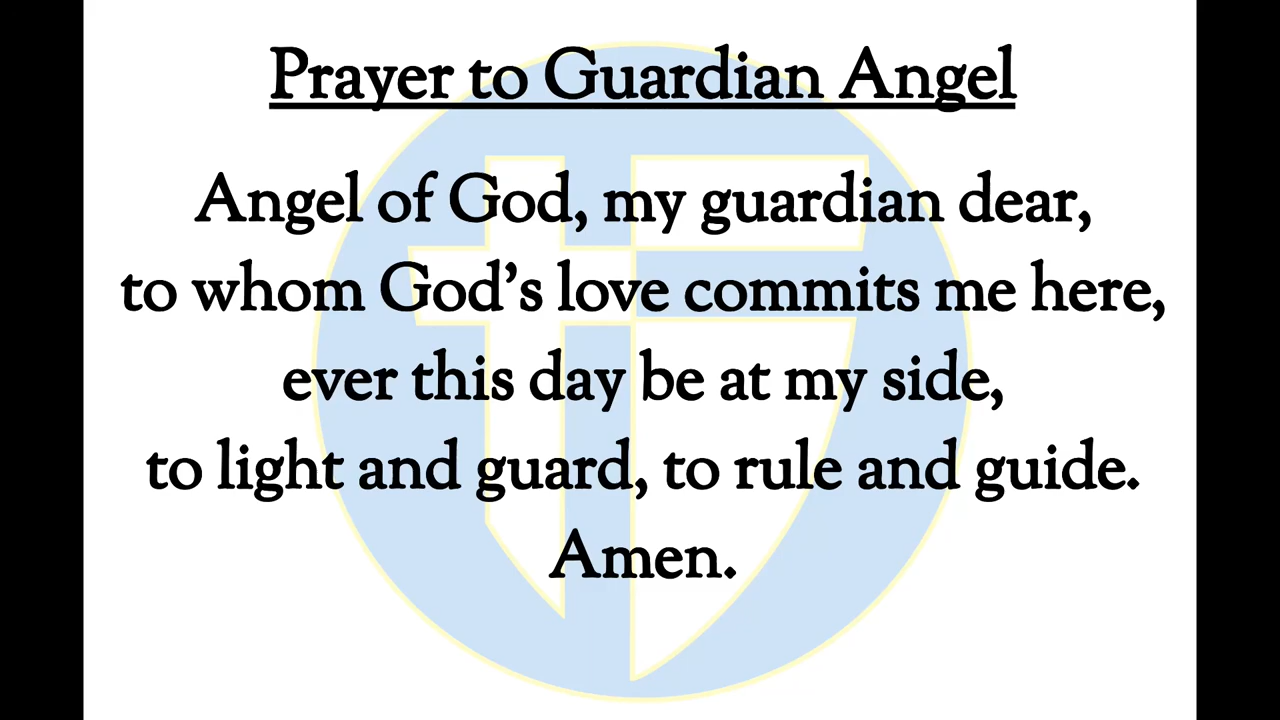 Prayer to Guardian Angel
Angel of God, my guardian dear,
to whom God’s love commits me here,
ever this day be at my side,
to light and guard, to rule and guide.
Amen.